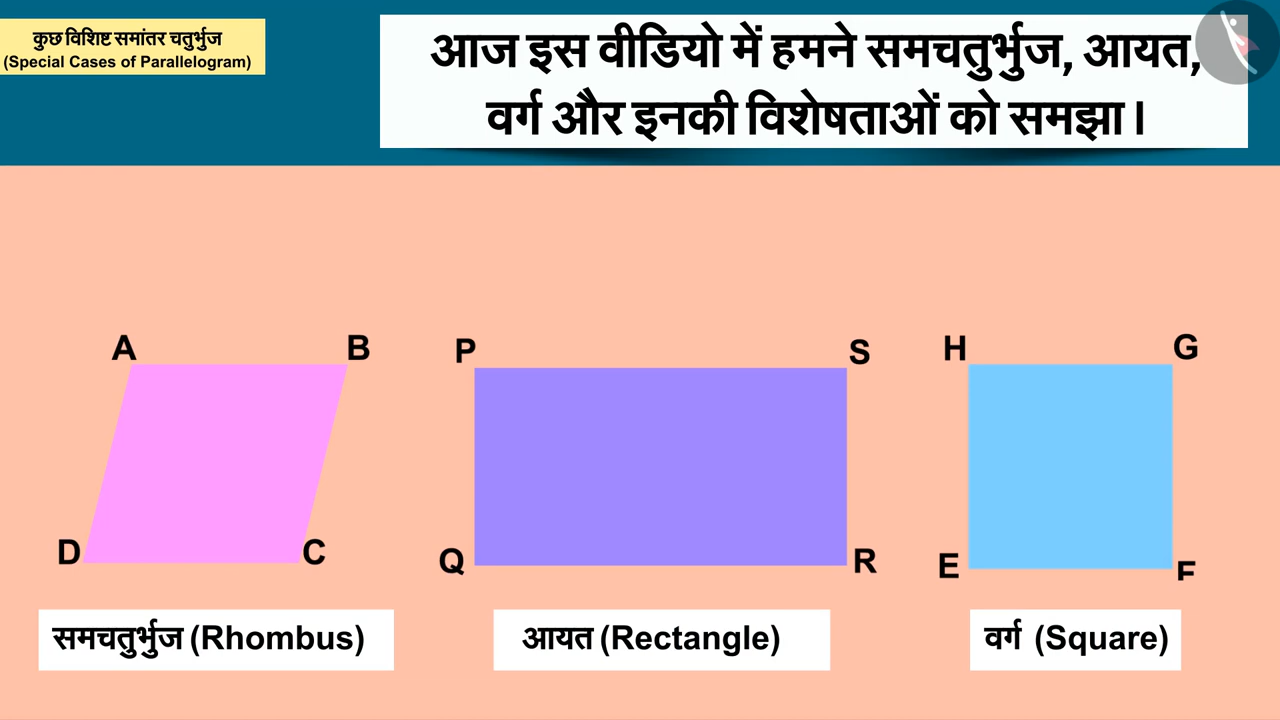 कुछ विशिष्ट समांतर चतुर्भुज
(Special Cases of Parallelogram)
आज इस वीडियो में हमने समचतुर्भुज, आयत,
वर्ग और इनकी विशेषताओं को समझा।
A B
D C
समचतुर्भुज (Rhombus)
P S
Q R
आयत (Rectangle)
H G
E F
वर्ग (Square)